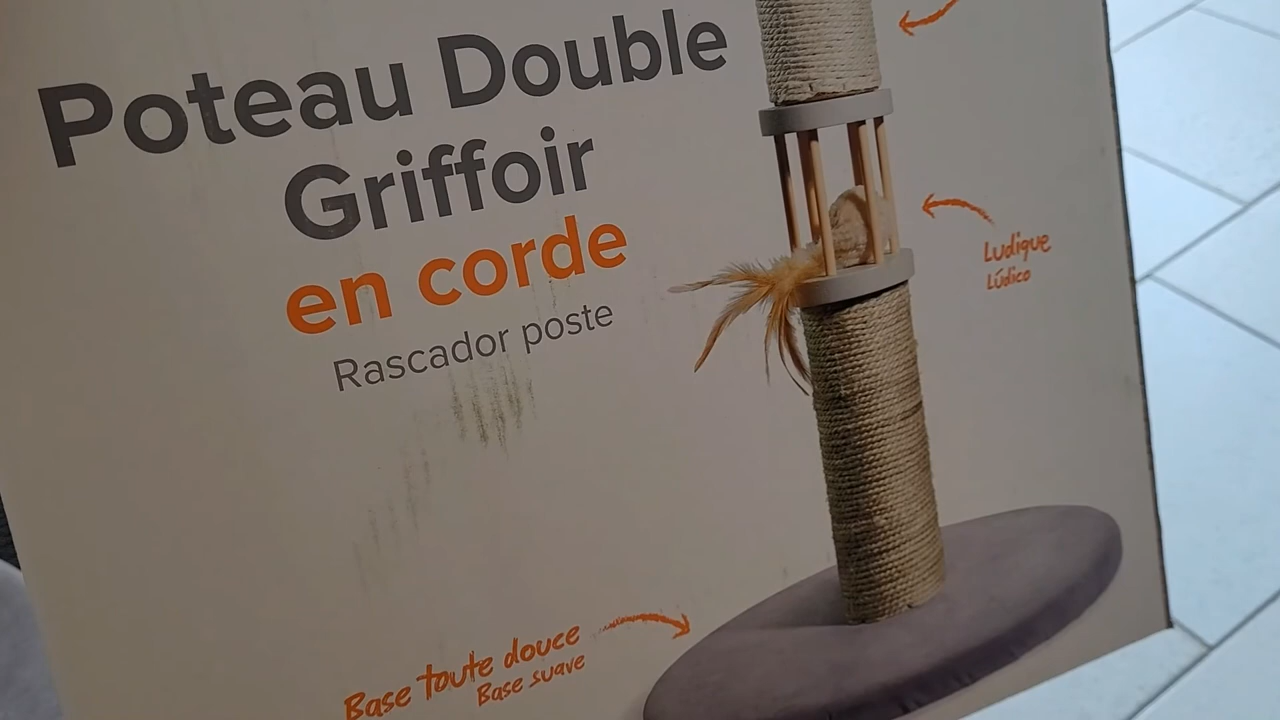 Poteau Double
Griffoir
en corde
Rascador poste
Ludique
Lúdico
Base toute douce
Base suave